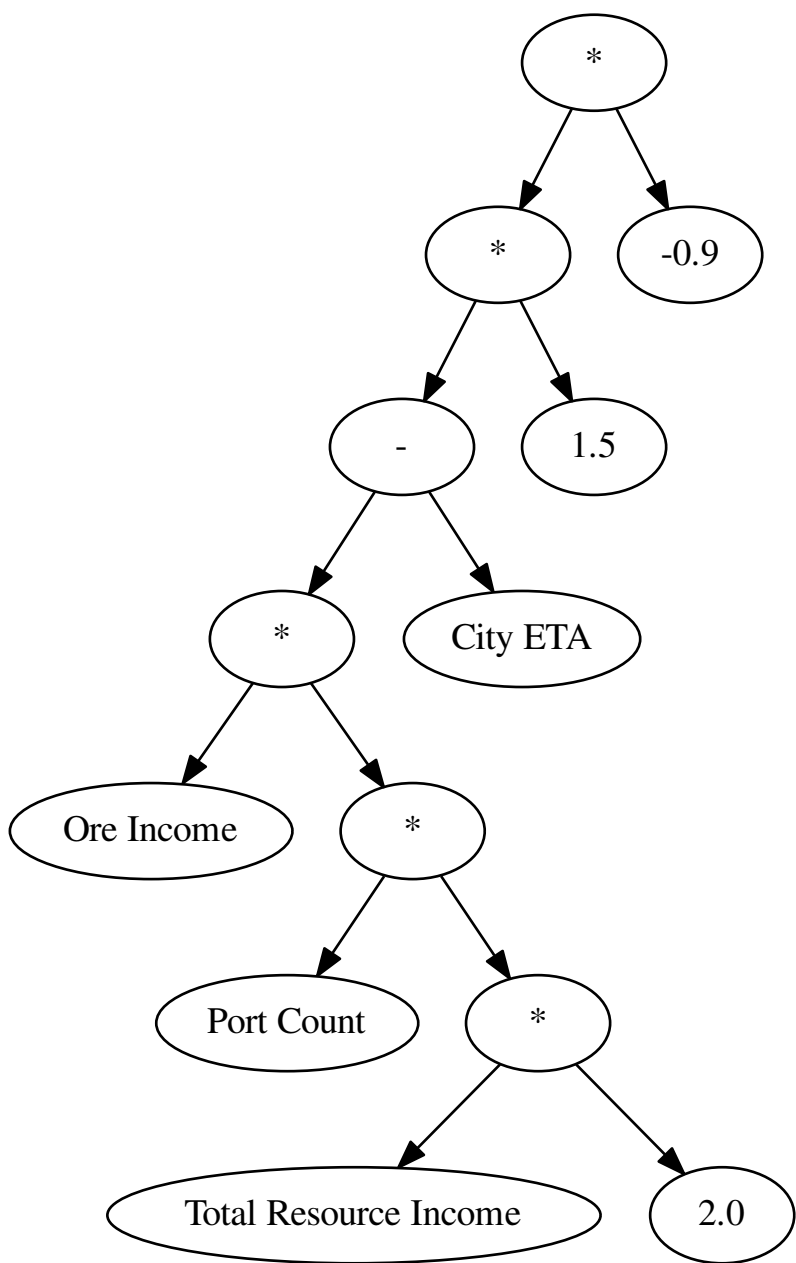 *
*
-0.9
-
1.5
*
City ETA
Ore Income
*
Port Count
*
Total Resource Income
2.0